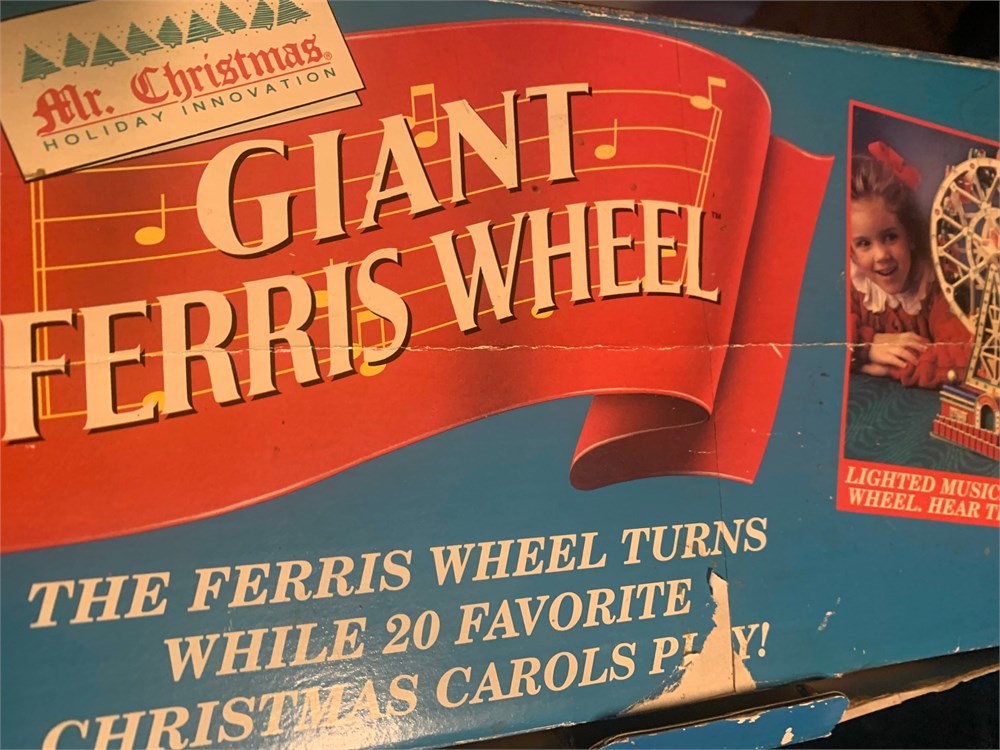 Mr. Christmas®
HOLIDAY INNOVATION
GIANT
FERRIS WHEEL™
THE FERRIS WHEEL TURNS
WHILE 20 FAVORITE
CHRISTMAS CAROLS P Y!
LIGHTED MUSIC
WHEEL. HEAR T